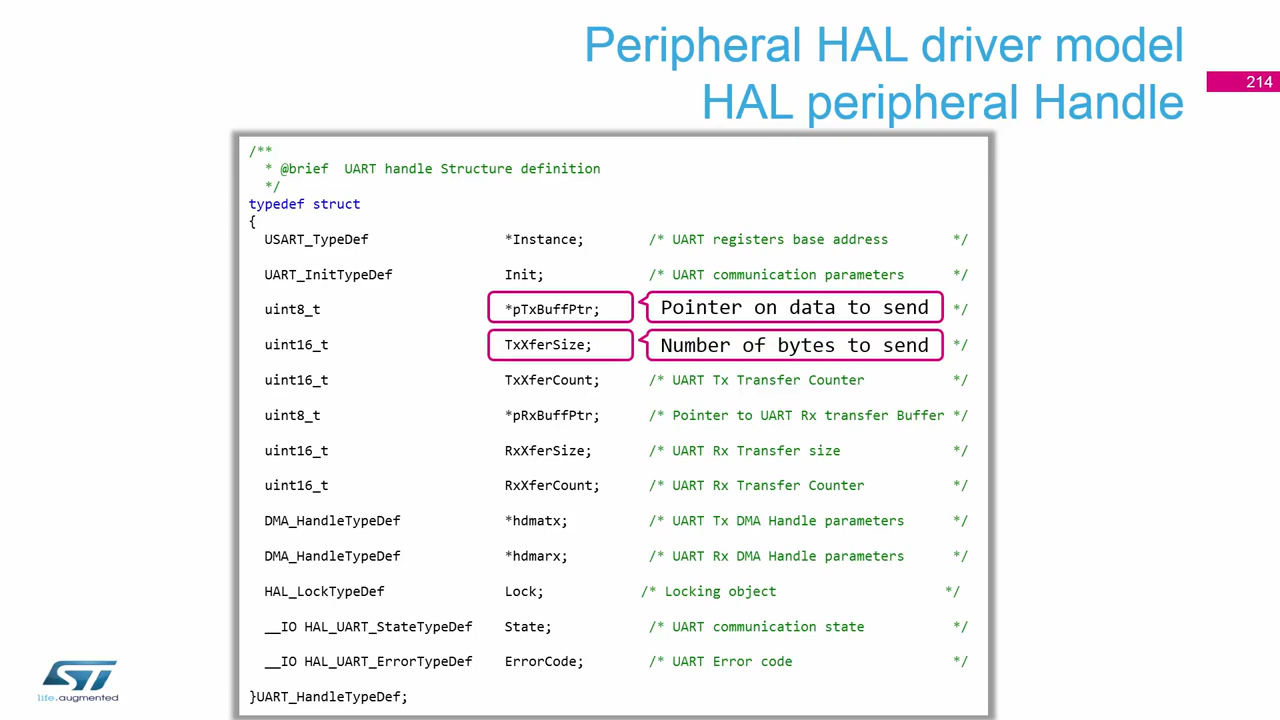 Peripheral HAL driver model
HAL peripheral Handle
214
/**
* @brief UART handle Structure definition
*/
typedef struct
{
USART_TypeDef *Instance; /* UART registers base address */
UART_InitTypeDef Init; /* UART communication parameters */
uint8_t *pTxBuffPtr; Pointer on data to send */
uint16_t TxXferSize; Number of bytes to send */
uint16_t TxXferCount; /* UART Tx Transfer Counter */
uint8_t *pRxBuffPtr; /* Pointer to UART Rx transfer Buffer */
uint16_t RxXferSize; /* UART Rx Transfer size */
uint16_t RxXferCount; /* UART Rx Transfer Counter */
DMA_HandleTypeDef *hdmatx; /* UART Tx DMA Handle parameters */
DMA_HandleTypeDef *hdmarx; /* UART Rx DMA Handle parameters */
HAL_LockTypeDef Lock; /* Locking object */
__IO HAL_UART_StateTypeDef State; /* UART communication state */
__IO HAL_UART_ErrorTypeDef ErrorCode; /* UART Error code */
}UART_HandleTypeDef;
ST
life.augmented